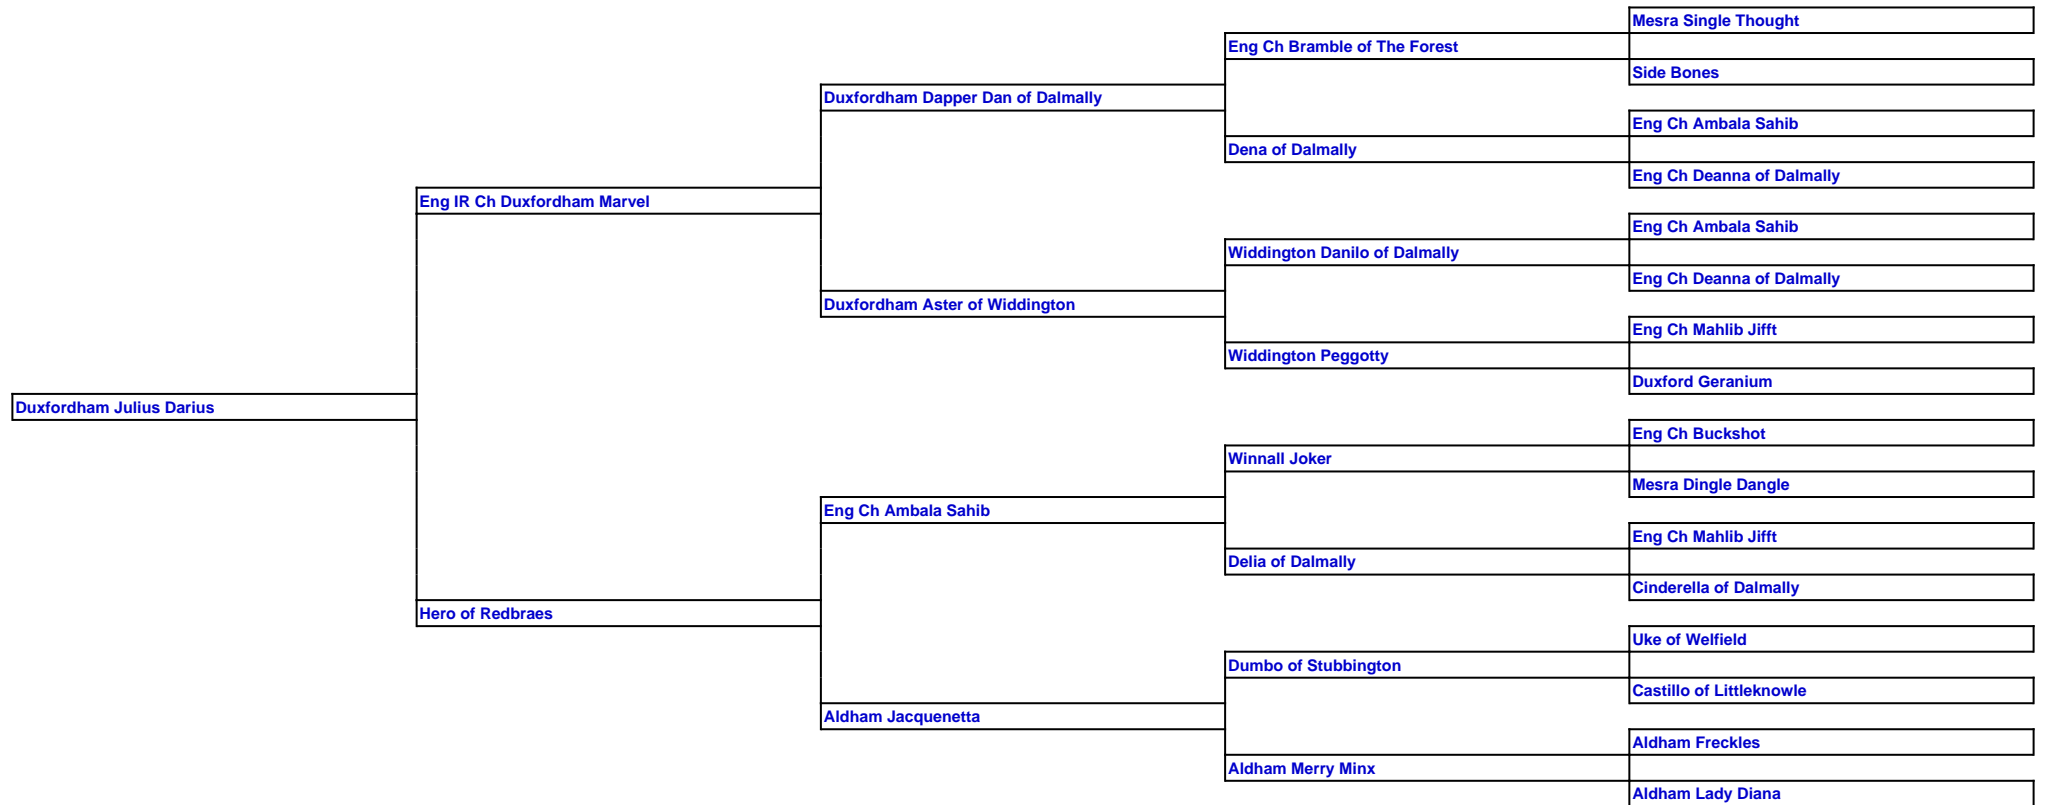 Mesra Single Thought
Eng Ch Bramble of The Forest
Side Bones
Duxfordham Dapper Dan of Dalmally
Eng Ch Ambala Sahib
Dena of Dalmally
Eng Ch Deanna of Dalmally
Eng IR Ch Duxfordham Marvel
Eng Ch Ambala Sahib
Widdington Danilo of Dalmally
Eng Ch Deanna of Dalmally
Duxfordham Aster of Widdington
Eng Ch Mahlib Jifft
Widdington Peggotty
Duxford Geranium
Duxfordham Julius Darius
Eng Ch Buckshot
Winnall Joker
Mesra Dingle Dangle
Eng Ch Ambala Sahib
Eng Ch Mahlib Jifft
Delia of Dalmally
Cinderella of Dalmally
Hero of Redbraes
Uke of Welfield
Dumbo of Stubbington
Castillo of Littleknowle
Aldham Jacquenetta
Aldham Freckles
Aldham Merry Minx
Aldham Lady Diana